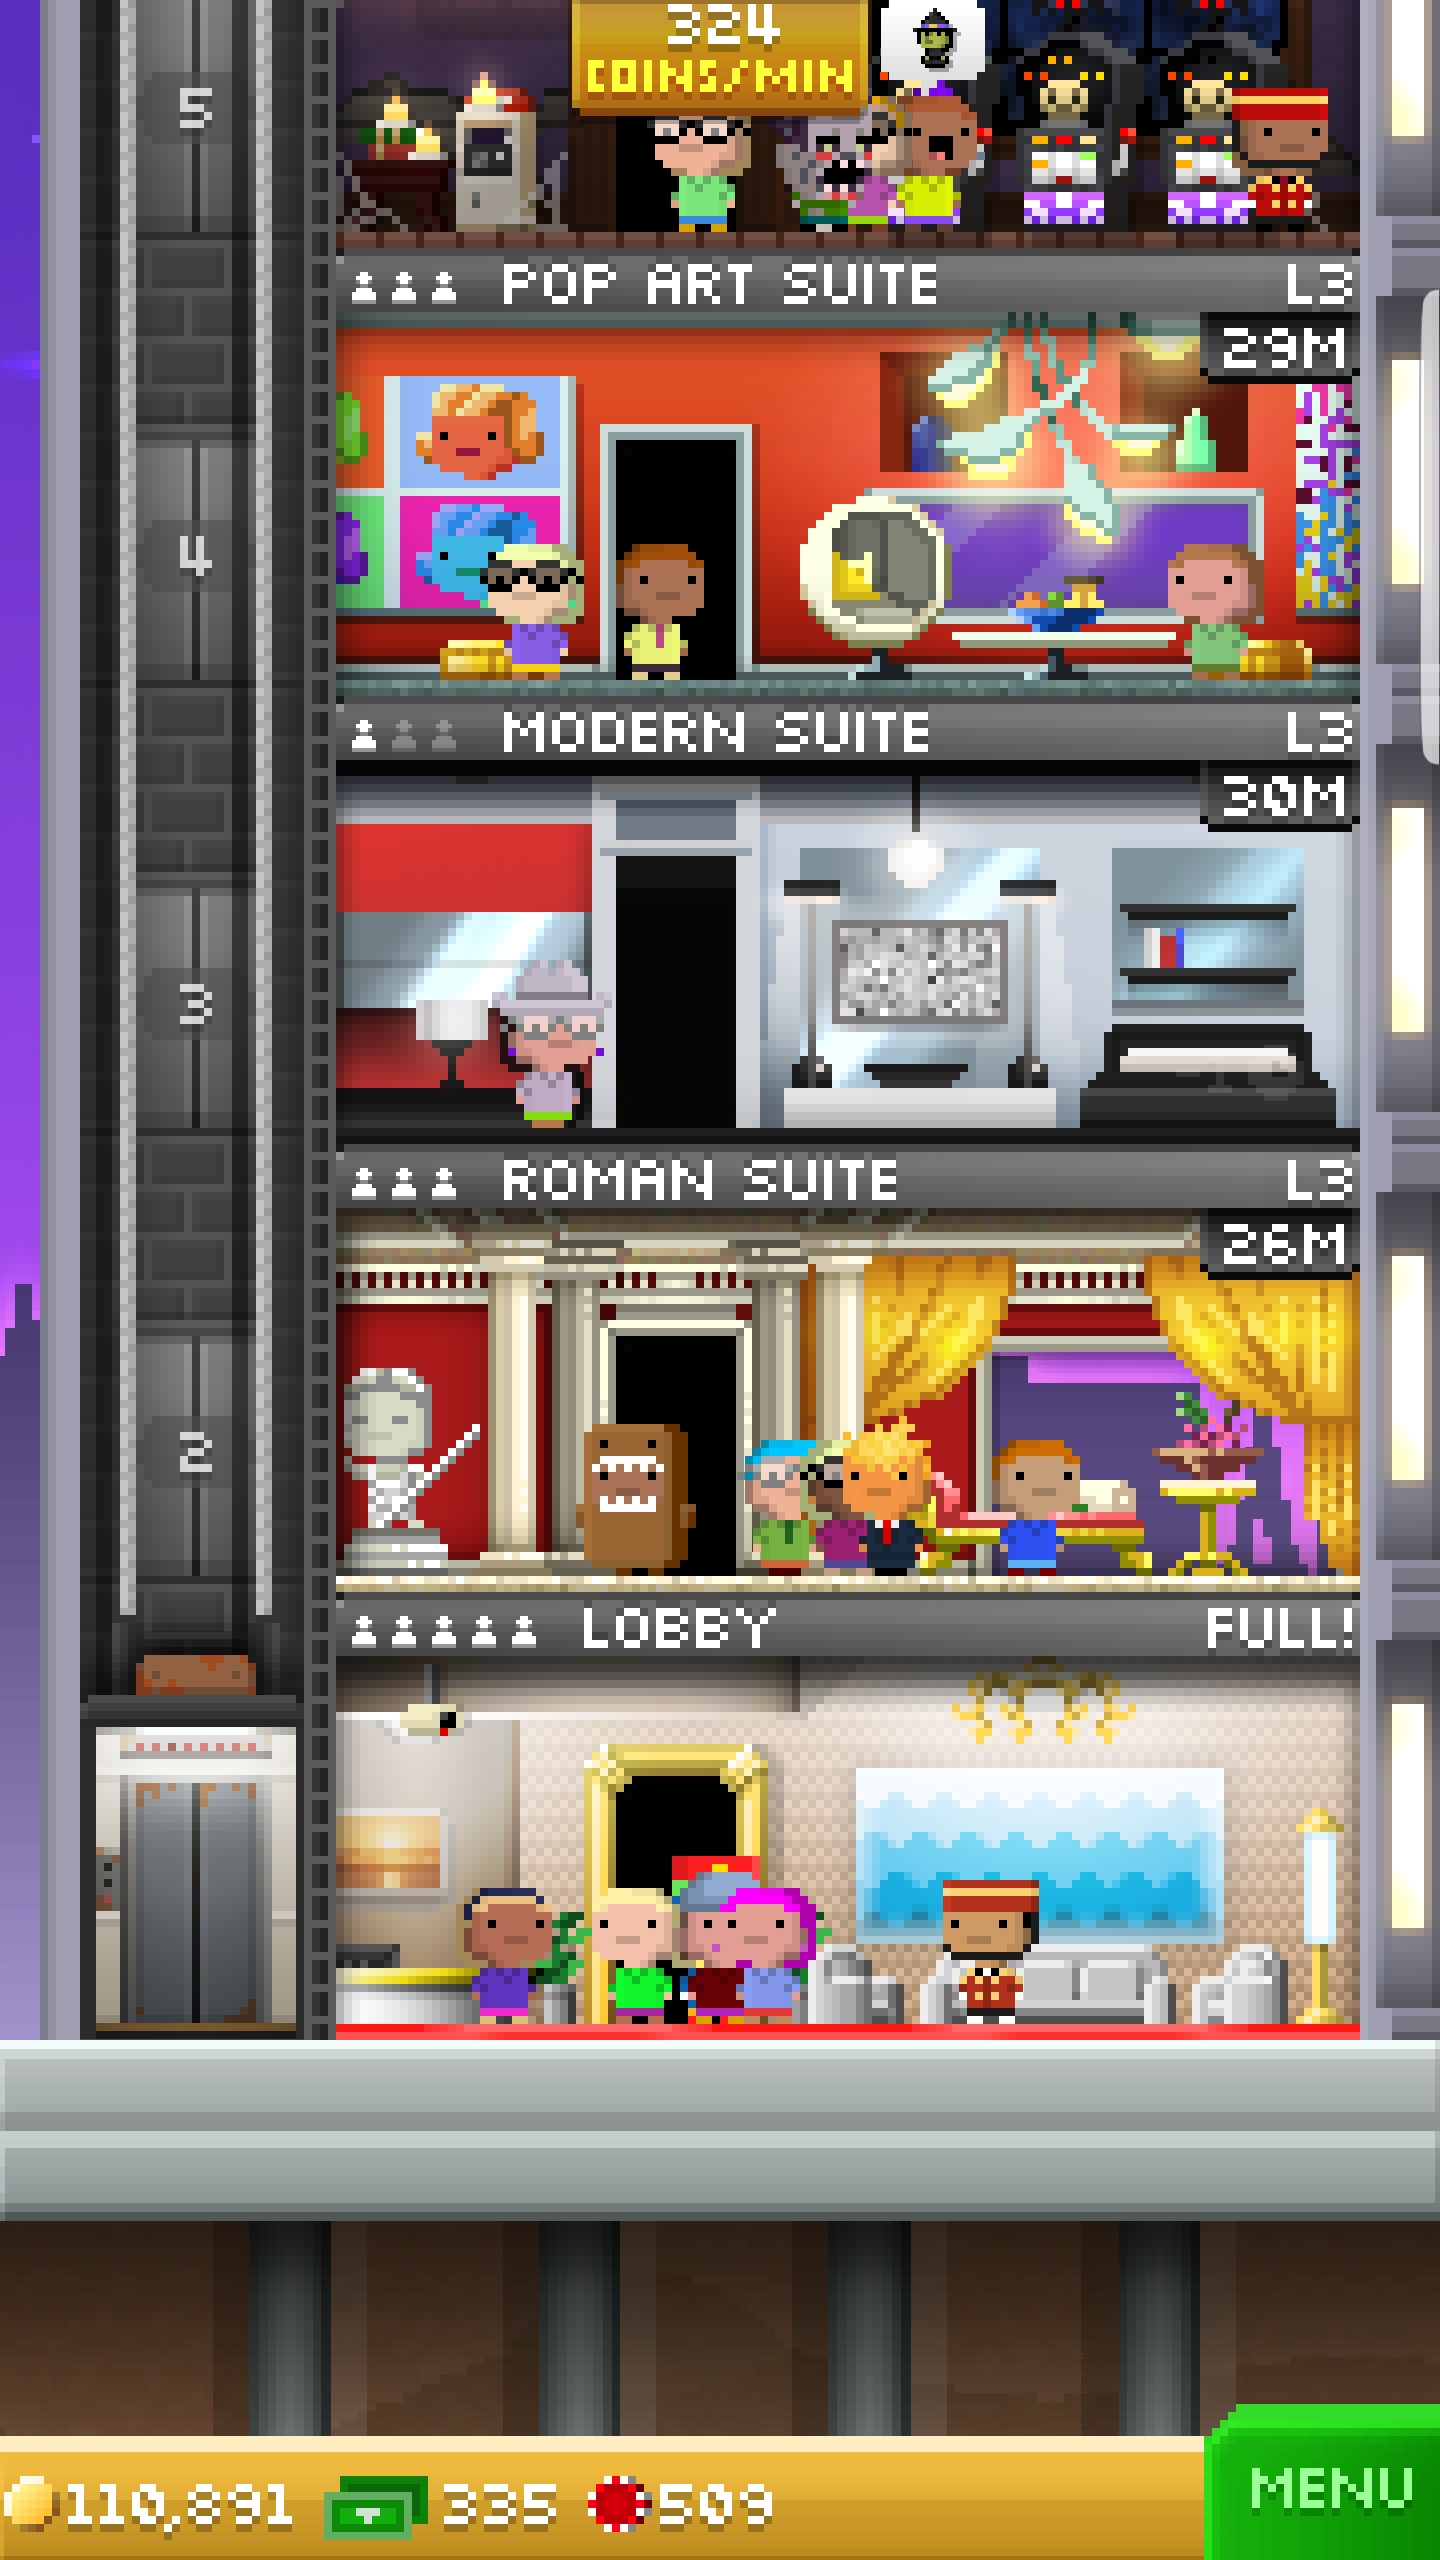 324
COINS/MIN
5
POP ART SUITE L3
29M
4
MODERN SUITE L3
30M
3
ROMAN SUITE L3
26M
2
LOBBY FULL!
110,891 335 509
MENU